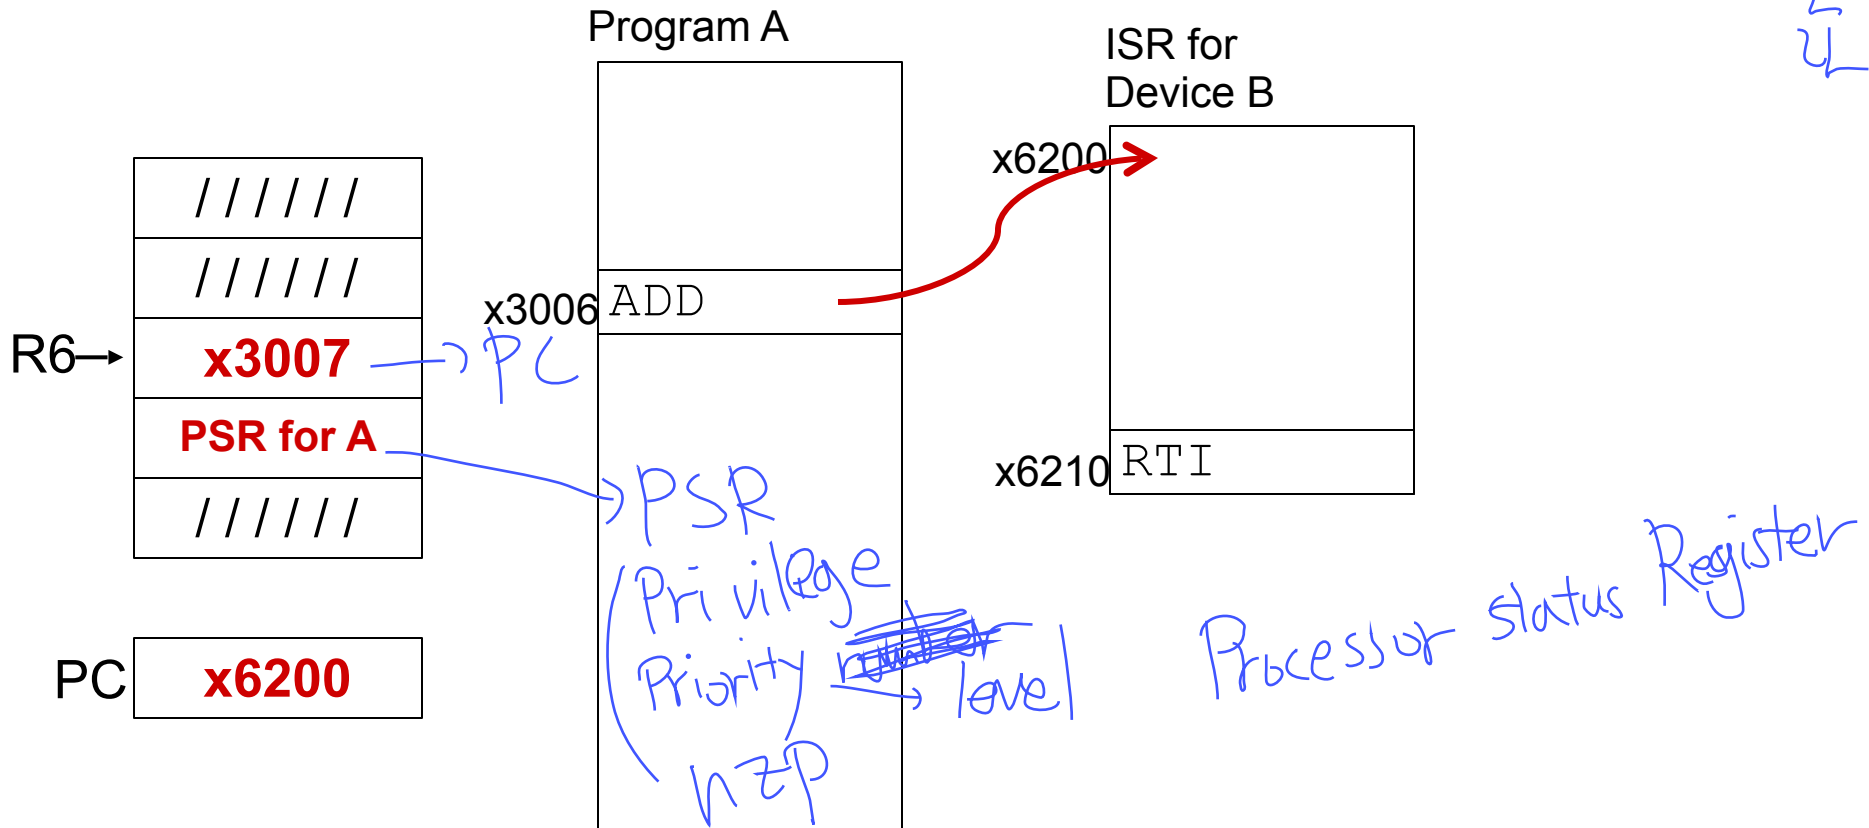 Program A
ISR for
Device B
x6200
//////
//////
x3006
ADD
R6
x3007
PC
PSR for A
//////
x6210
RTI
PSR
Privilege
Priority level
nzp
Processor status Register
PC
x6200